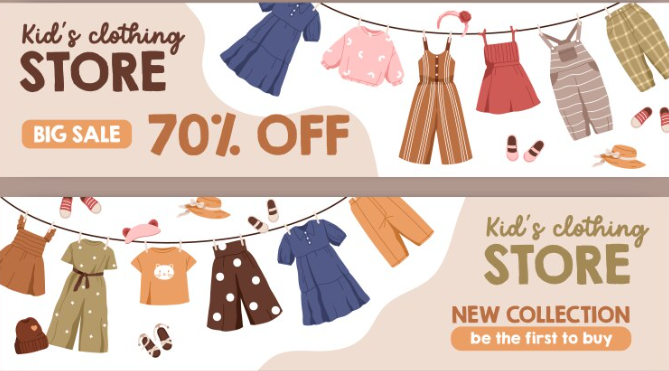 Kid's clothing
STORE
BIG SALE 70% OFF
Kid's clothing
STORE
NEW COLLECTION
be the first to buy